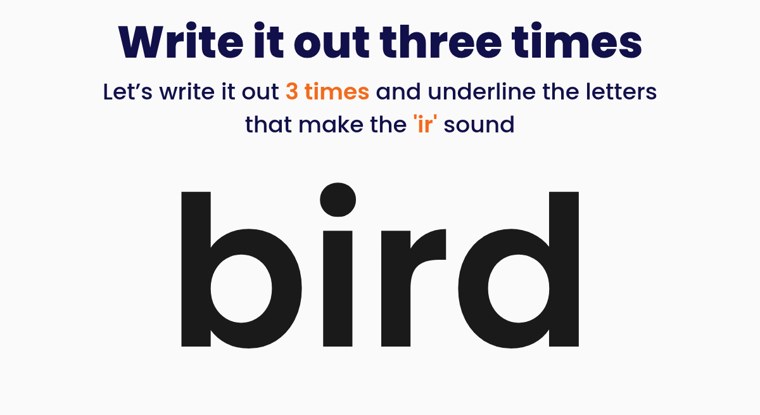 Write it out three times
Let’s write it out 3 times and underline the letters
that make the 'ir' sound
bird